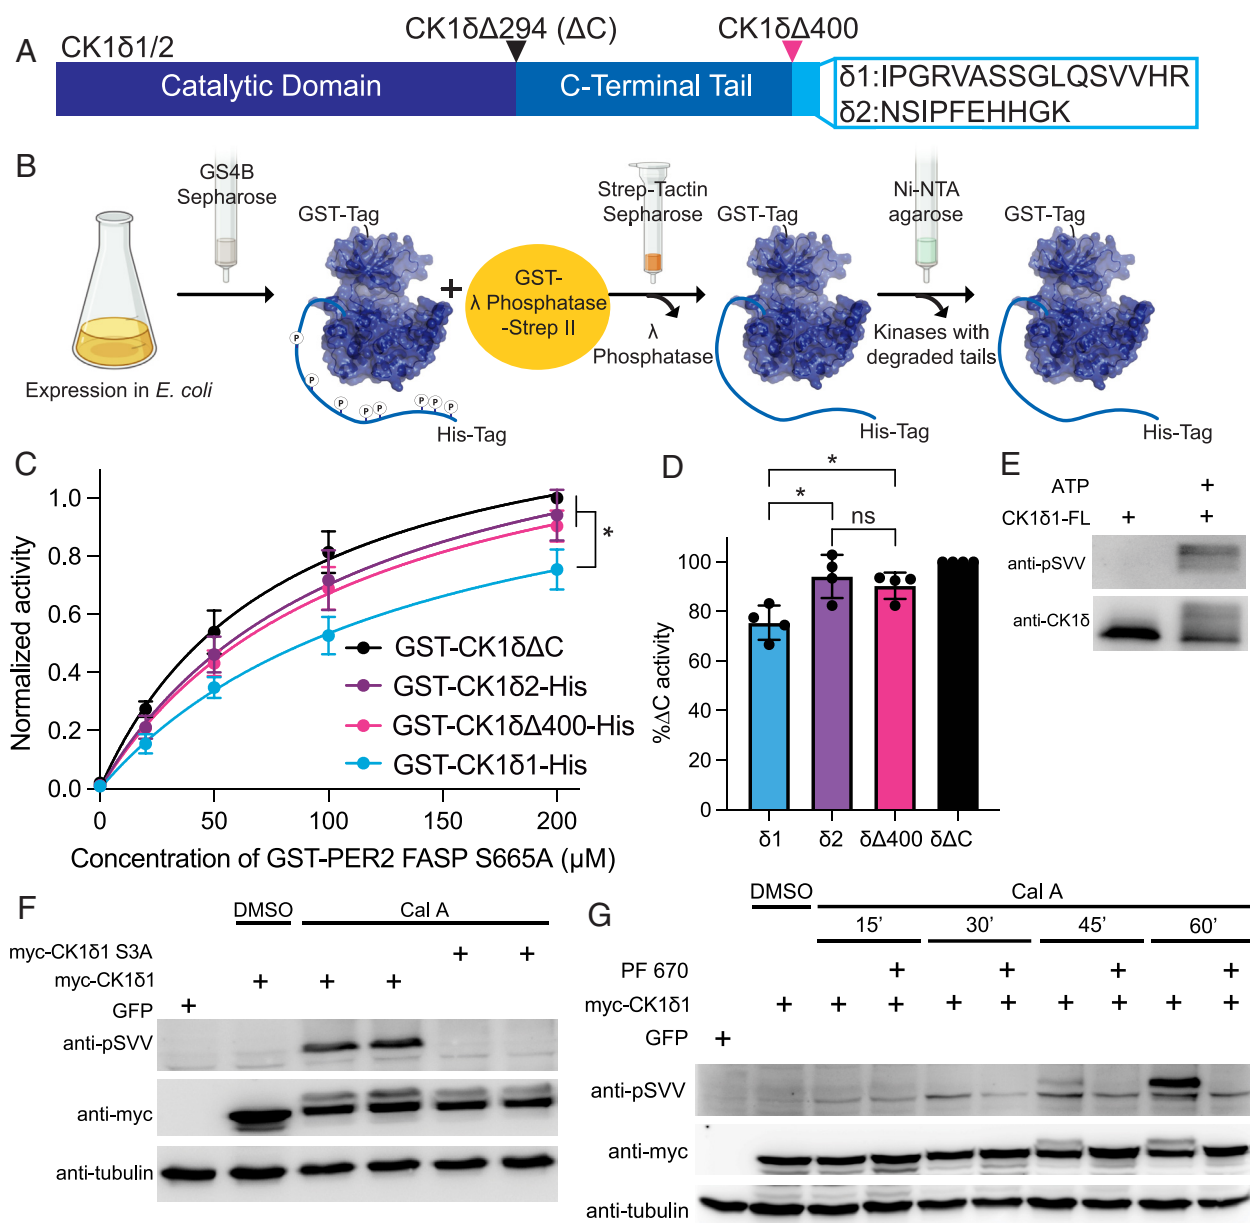 A
CK1δ1/2
CK1δΔ294 (ΔC)
CK1δΔ400
Catalytic Domain
C-Terminal Tail
δ1:IPGRVASSGLQSVVHR
δ2:NSIPFEHHGK
B
GS4B
Sepharose
GST-Tag
Strep-Tactin
Sepharose
GST-Tag
Ni-NTA
agarose
GST-Tag
+
GST-
λ Phosphatase
-Strep II
λ
Phosphatase
Kinases with
degraded tails
P
P
P
P
P
P
P
P
Expression in E. coli
His-Tag
His-Tag
His-Tag
C
Normalized activity
1.0
0.8
0.6
0.4
0.2
0.0
*
GST-CK1δΔC
GST-CK1δ2-His
GST-CK1δΔ400-His
GST-CK1δ1-His
0
50
100
150
200
Concentration of GST-PER2 FASP S665A (μM)
D
*
*
ns
%ΔC activity
100
80
60
40
20
0
δ1
δ2
δΔ400
δΔC
E
ATP +
CK1δ1-FL + +
anti-pSVV
anti-CK1δ
F
DMSO
Cal A
myc-CK1δ1 S3A + +
myc-CK1δ1 + + +
GFP +
anti-pSVV
anti-myc
anti-tubulin
G
DMSO
Cal A
15'
30'
45'
60'
PF 670 + + + +
myc-CK1δ1 + + + + + + + + +
GFP +
anti-pSVV
anti-myc
anti-tubulin